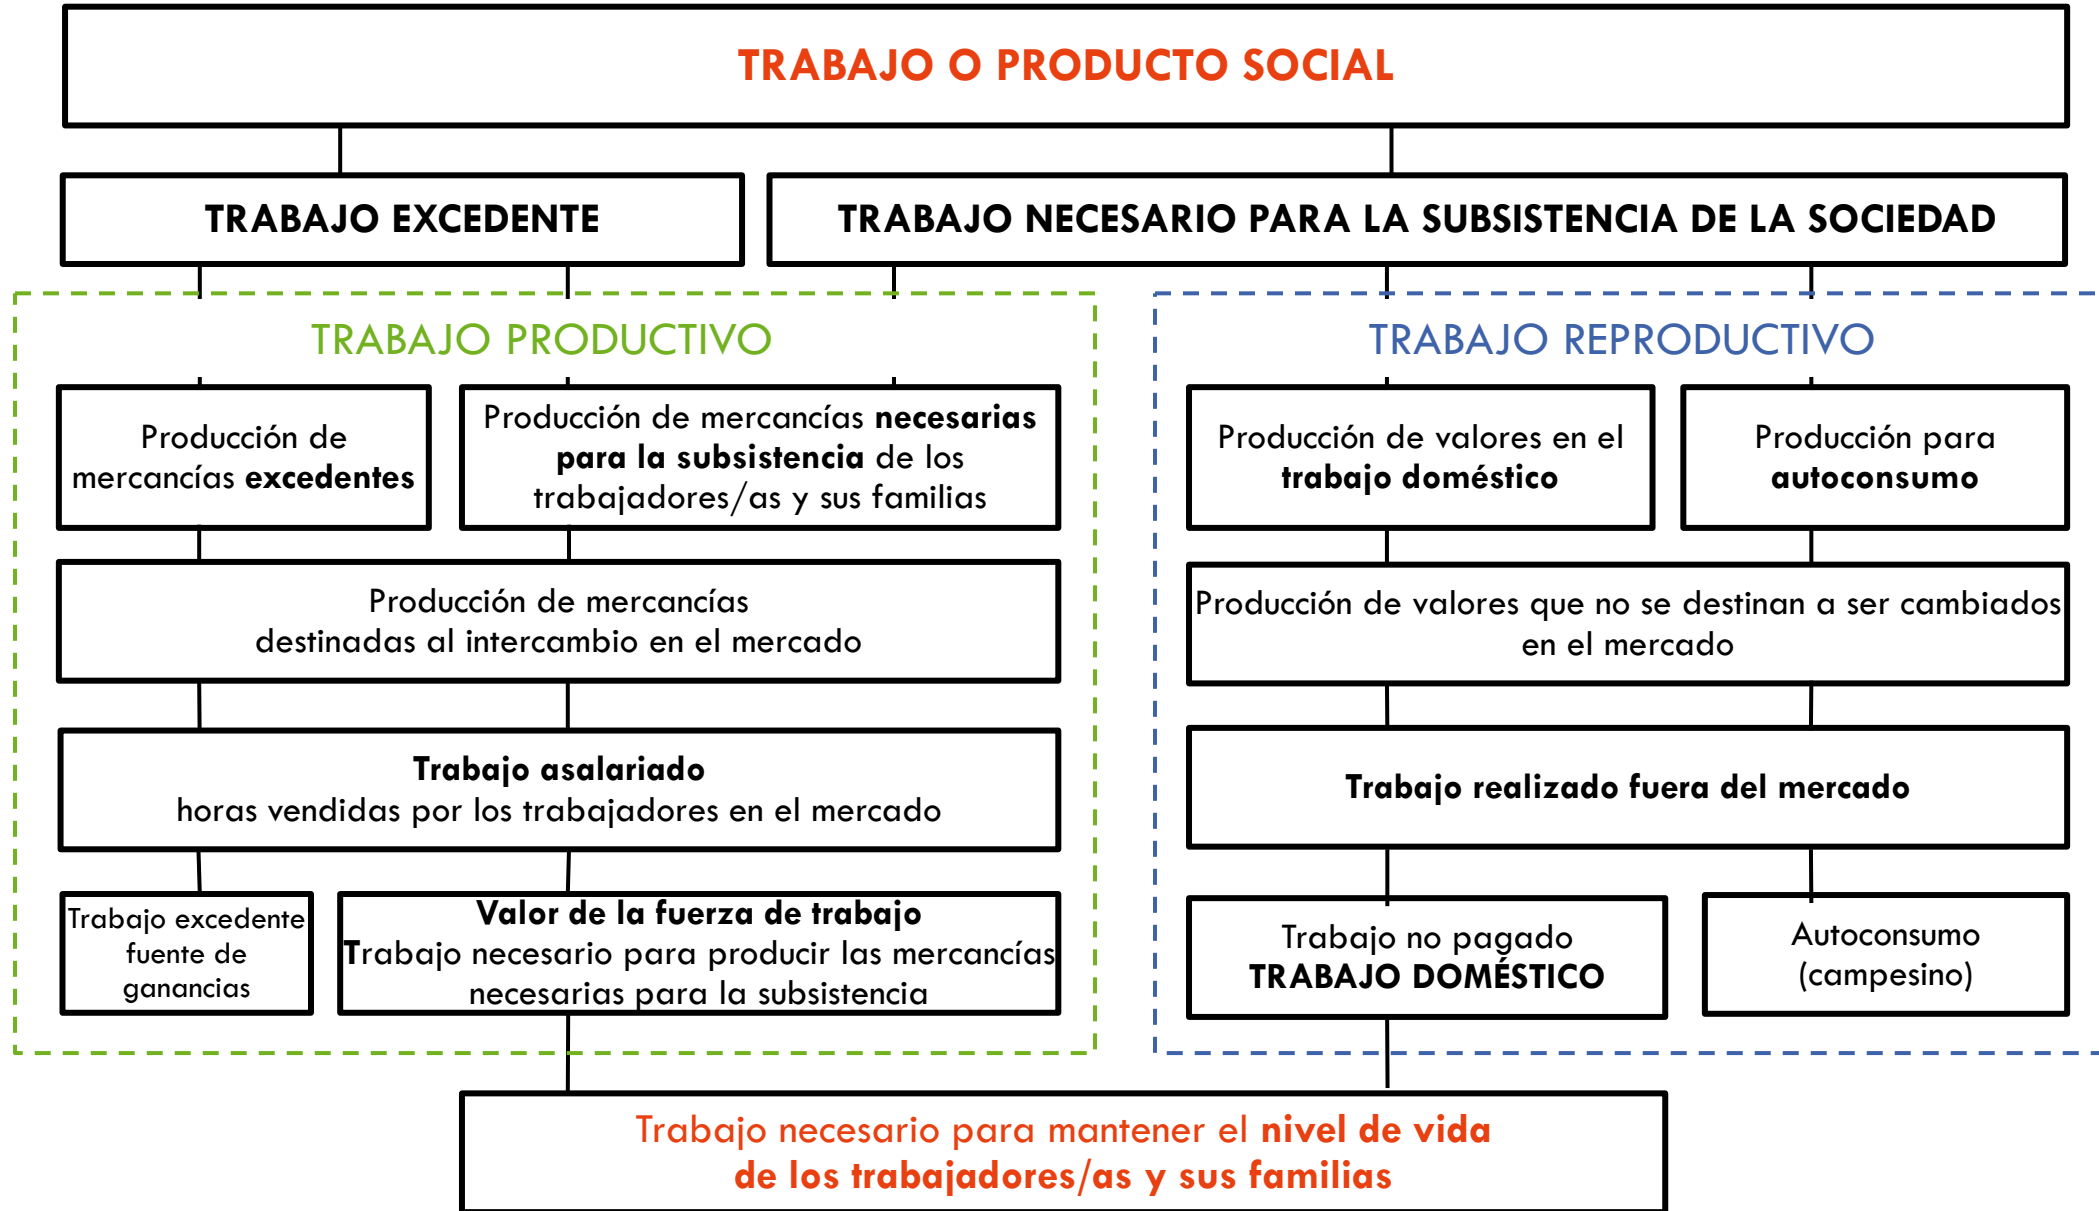 TRABAJO O PRODUCTO SOCIAL
TRABAJO EXCEDENTE
TRABAJO NECESARIO PARA LA SUBSISTENCIA DE LA SOCIEDAD
TRABAJO PRODUCTIVO
TRABAJO REPRODUCTIVO
Producción de
mercancías excedentes
Producción de mercancías necesarias
para la subsistencia de los
trabajadores/as y sus familias
Producción de valores en el
trabajo doméstico
Producción para
autoconsumo
Producción de mercancías
destinadas al intercambio en el mercado
Producción de valores que no se destinan a ser cambiados
en el mercado
Trabajo asalariado
horas vendidas por los trabajadores en el mercado
Trabajo realizado fuera del mercado
Trabajo excedente
fuente de
ganancias
Valor de la fuerza de trabajo
Trabajo necesario para producir las mercancías
necesarias para la subsistencia
Trabajo no pagado
TRABAJO DOMÉSTICO
Autoconsumo
(campesino)
Trabajo necesario para mantener el nivel de vida
de los trabajadores/as y sus familias